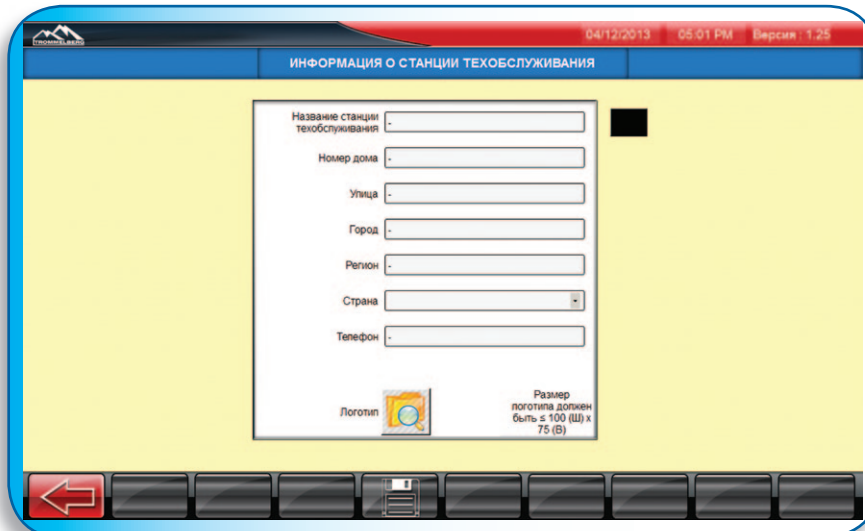 TROMMELBERG
04/12/2013 05:01 PM Версия : 1.25
ИНФОРМАЦИЯ О СТАНЦИИ ТЕХОБСЛУЖИВАНИЯ
Название станции
техобслуживания -
Номер дома -
Улица -
Город -
Регион -
Страна
Телефон -
Логотип
Размер
логотипа должен
быть ≤ 100 (Ш) x
75 (В)